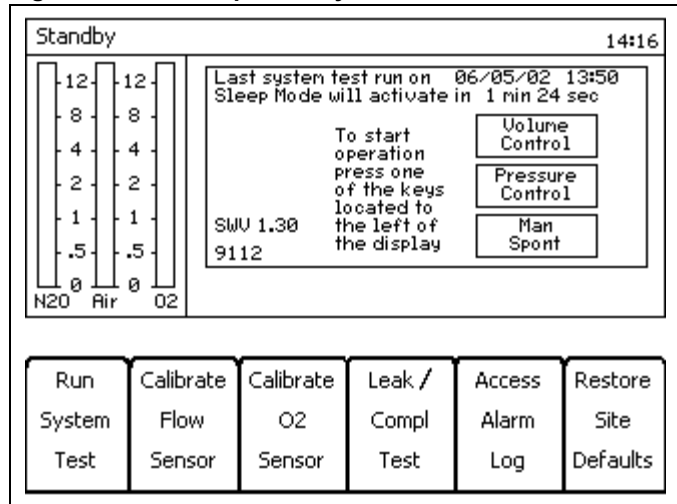 Standby
14:16
12 12
8 8
4 4
2 2
1 1
.5 .5
0 0
N2O Air O2
Last system test run on 06/05/02 13:50
Sleep Mode will activate in 1 min 24 sec
To start
operation
press one
of the keys
located to
the left of
the display
Volume
Control
Pressure
Control
Man
Spont
SWV 1.30
9112
Run
System
Test
Calibrate
Flow
Sensor
Calibrate
O2
Sensor
Leak /
Compl
Test
Access
Alarm
Log
Restore
Site
Defaults